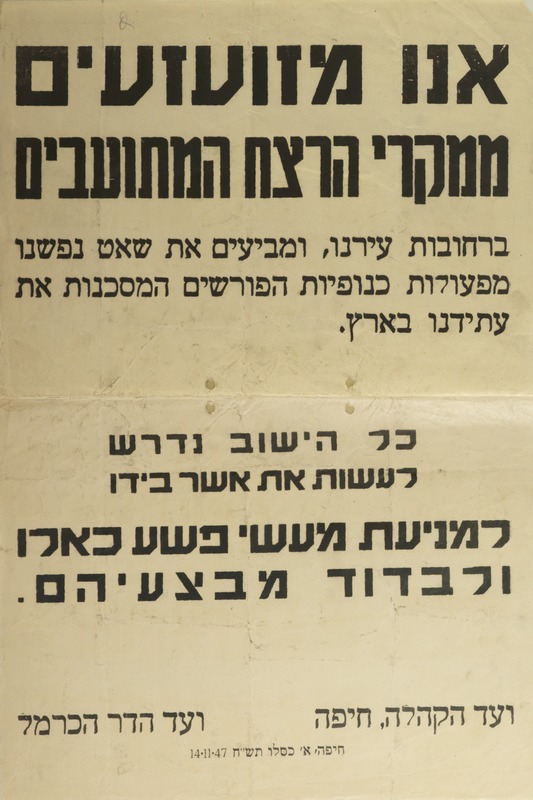 אנו מזועזעים
ממקרי הרצח המתועבים
ברחובות עירנו, ומביעים את שאט נפשנו
מפעולות כנופיות הפורשים המסכנות את
עתידנו בארץ.
כל הישוב נדרש
לעשות את אשר בידו
למניעת מעשי פשע כאלו
ולבדוד מבצעיהם.
ועד הקהלה, חיפה
ועד הדר הכרמל
חיפה, א׳ כסלו תש״ח 14•11•47